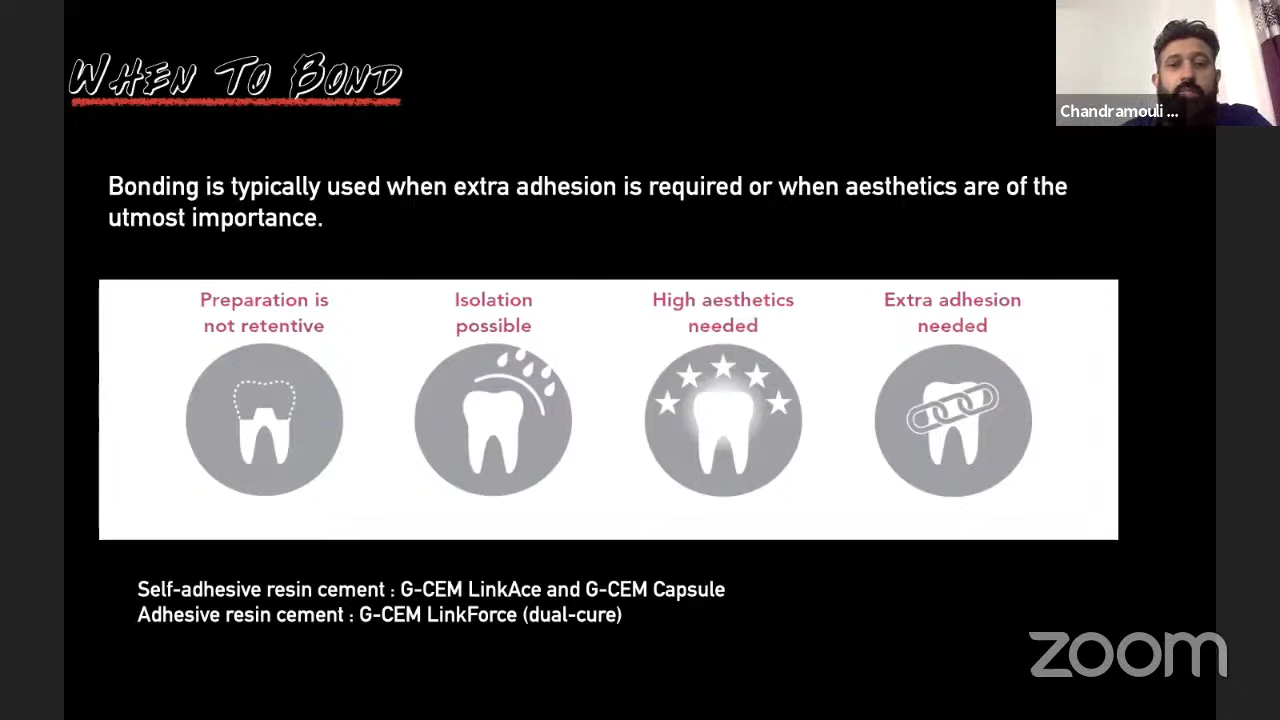 When To Bond
Chandramouli ...
Bonding is typically used when extra adhesion is required or when aesthetics are of the
utmost importance.
Preparation is
not retentive
Isolation
possible
High aesthetics
needed
Extra adhesion
needed
Self-adhesive resin cement : G-CEM LinkAce and G-CEM Capsule
Adhesive resin cement : G-CEM LinkForce (dual-cure)
zoom